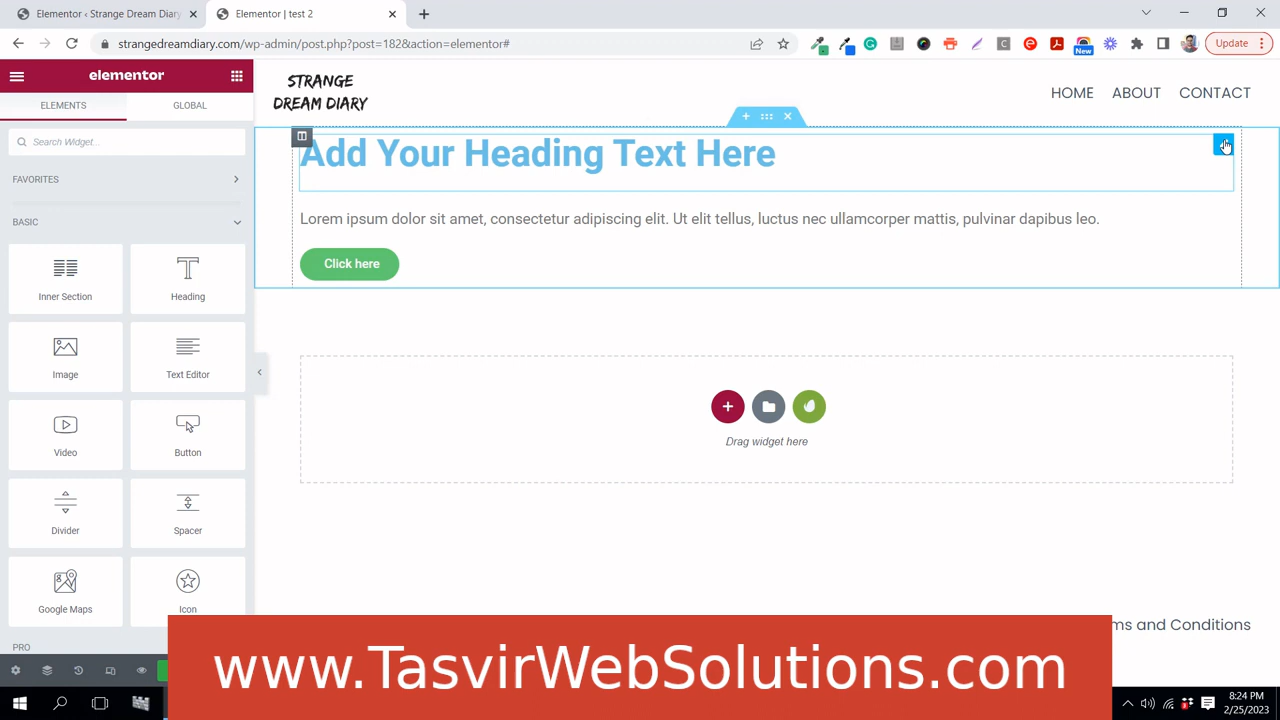 Elementor ‹ Strange Dream Diary
Elementor | test 2
strangedreamdiary.com/wp-admin/post.php?post=182&action=elementor#
New
Update
elementor
ELEMENTS
GLOBAL
Search Widget...
FAVORITES
BASIC
Inner Section
Heading
Image
Text Editor
Video
Button
Divider
Spacer
Google Maps
Icon
PRO
STRANGE
DREAM DIARY
HOME
ABOUT
CONTACT
Add Your Heading Text Here
Lorem ipsum dolor sit amet, consectetur adipiscing elit. Ut elit tellus, luctus nec ullamcorper mattis, pulvinar dapibus leo.
Click here
Drag widget here
ms and Conditions
www.TasvirWebSolutions.com
8:24 PM
2/25/2023